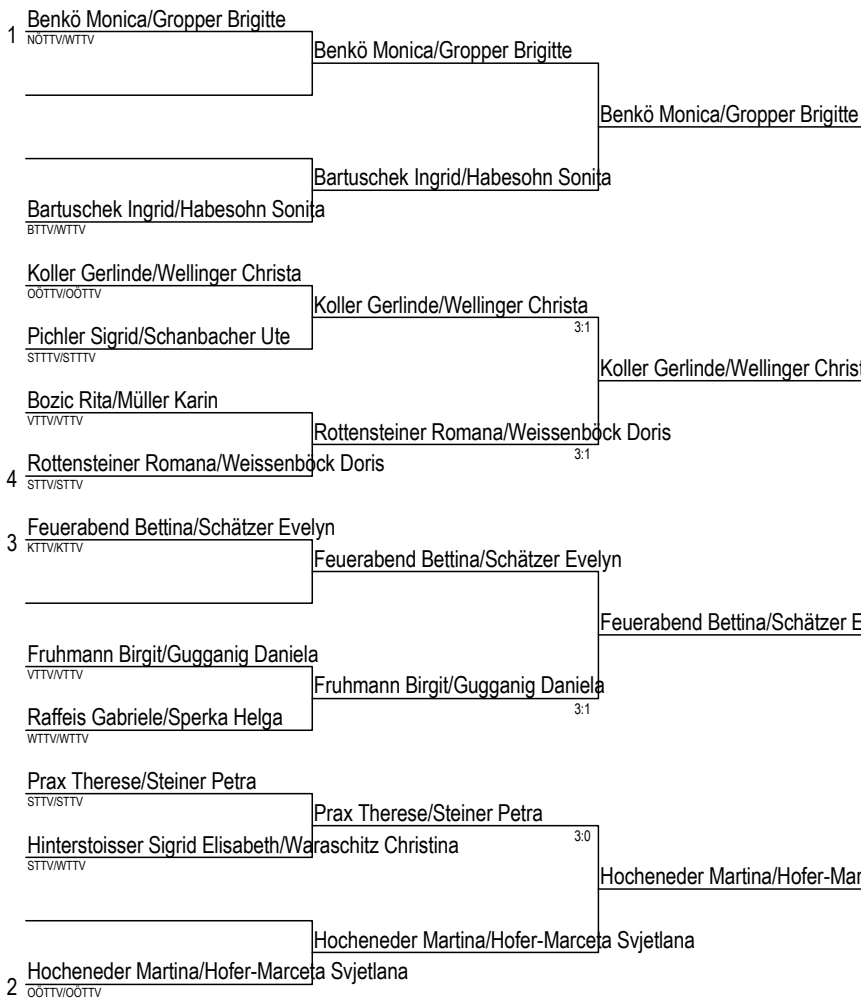 1 Benkö Monica/Gropper Brigitte
NÖTTV/WTTV
Benkö Monica/Gropper Brigitte
Benkö Monica/Gropper Brigitte
Bartuschek Ingrid/Habesohn Sonita
Bartuschek Ingrid/Habesohn Sonita
BTTV/WTTV
Koller Gerlinde/Wellinger Christa
OÖTTV/OÖTTV
Koller Gerlinde/Wellinger Christa
3:1
Pichler Sigrid/Schanbacher Ute
STTTV/STTTV
Koller Gerlinde/Wellinger Chris
Bozic Rita/Müller Karin
VTTV/VTTV
Rottensteiner Romana/Weissenböck Doris
3:1
4 Rottensteiner Romana/Weissenböck Doris
STTV/STTV
3 Feuerabend Bettina/Schätzer Evelyn
KTTV/KTTV
Feuerabend Bettina/Schätzer Evelyn
Feuerabend Bettina/Schätzer E
Fruhmann Birgit/Gugganig Daniela
VTTV/VTTV
Fruhmann Birgit/Gugganig Daniela
3:1
Raffeis Gabriele/Sperka Helga
WTTV/WTTV
Prax Therese/Steiner Petra
STTV/STTV
Prax Therese/Steiner Petra
3:0
Hinterstoisser Sigrid Elisabeth/Waraschitz Christina
STTV/WTTV
Hocheneder Martina/Hofer-Mar
Hocheneder Martina/Hofer-Marceta Svjetlana
2 Hocheneder Martina/Hofer-Marceta Svjetlana
OÖTTV/OÖTTV